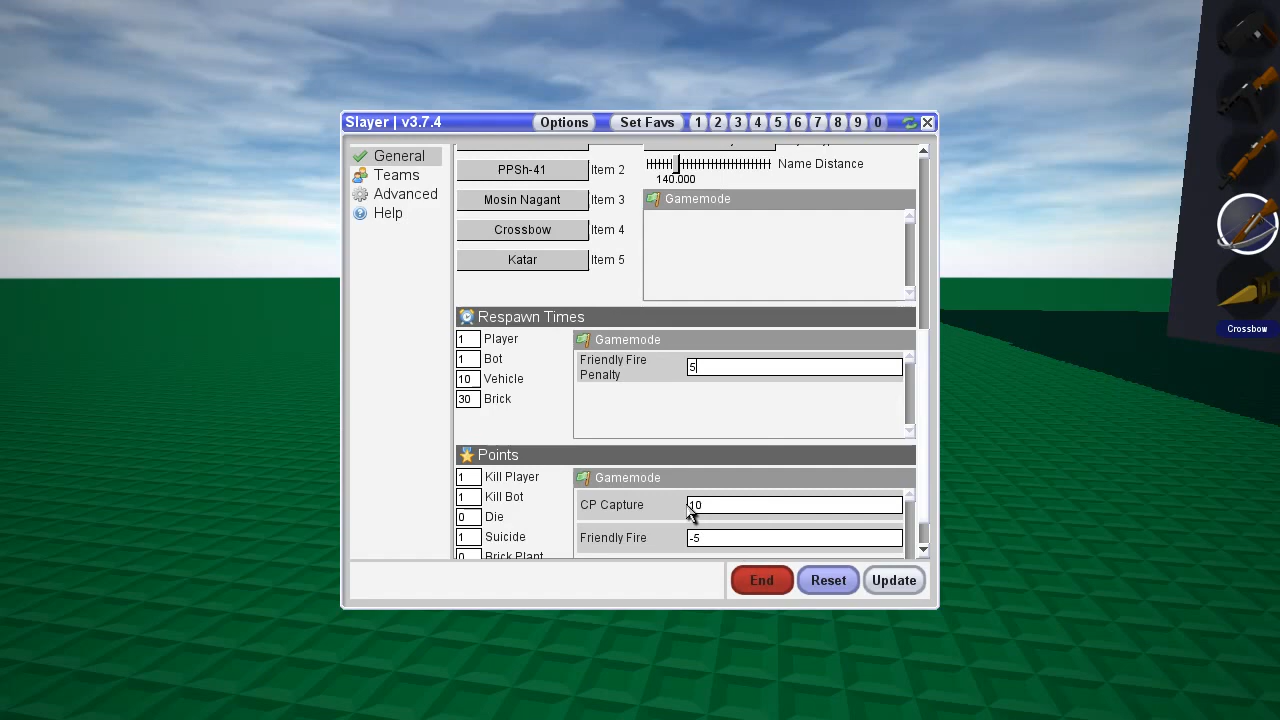 Slayer | v3.7.4
Options
Set Favs
1 2 3 4 5 6 7 8 9 0
General
Teams
Advanced
Help
PPSh-41 Item 2
Mosin Nagant Item 3
Crossbow Item 4
Katar Item 5
Name Distance
140.000
Gamemode
Respawn Times
1 Player
1 Bot
10 Vehicle
30 Brick
Gamemode
Friendly Fire
Penalty
5
Points
1 Kill Player
1 Kill Bot
0 Die
1 Suicide
0 Brick Plant
Gamemode
CP Capture 10
Friendly Fire -5
End
Reset
Update
Crossbow